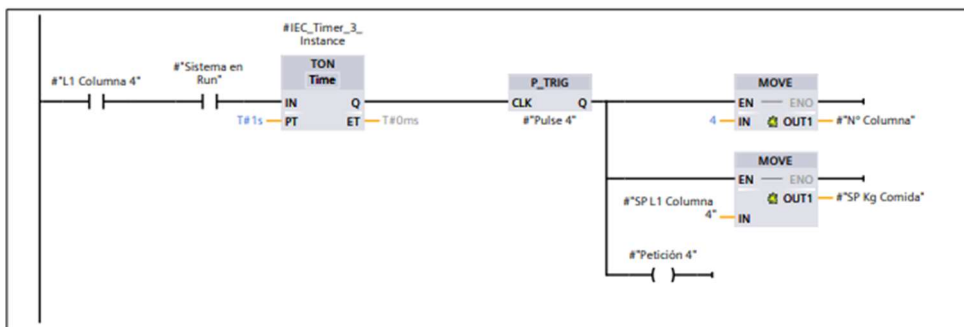 #IEC_Timer_3_
Instance
#"L1 Columna 4"
#"Sistema en
Run"
TON
Time
IN Q
T#1s PT ET T#0ms
P_TRIG
CLK Q
#"Pulse 4"
MOVE
EN ENO
4 IN OUT1 #"Nº Columna"
MOVE
EN ENO
OUT1 #"SP Kg Comida"
#"SP L1 Columna
4" IN
#"Petición 4"